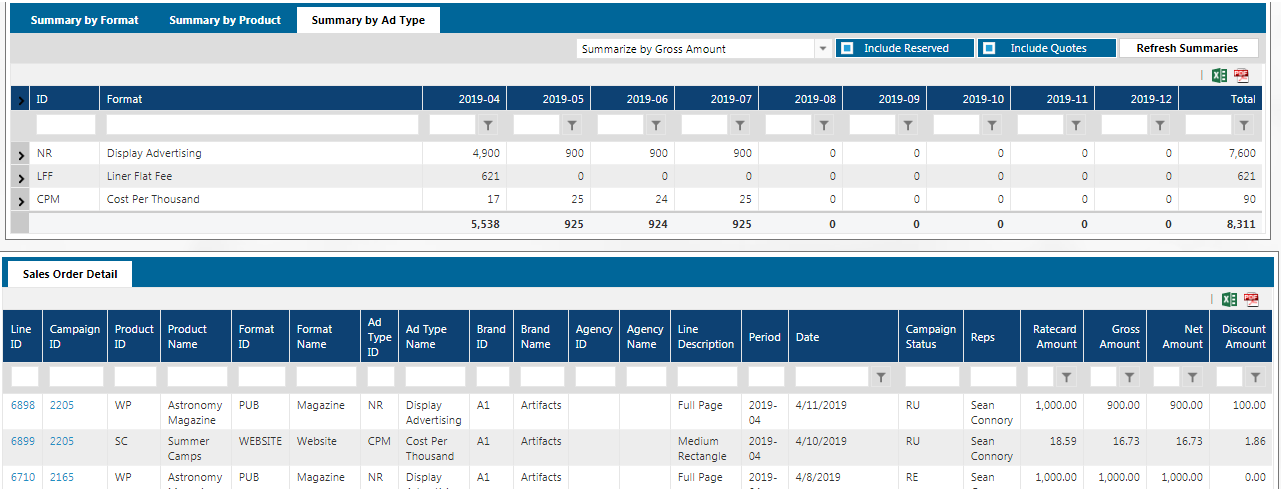 Summary by Format Summary by Product Summary by Ad Type
Summarize by Gross Amount Include Reserved Include Quotes Refresh Summaries
ID Format 2019-04 2019-05 2019-06 2019-07 2019-08 2019-09 2019-10 2019-11 2019-12 Total
NR Display Advertising 4,900 900 900 900 0 0 0 0 0 7,600
LFF Liner Flat Fee 621 0 0 0 0 0 0 0 0 621
CPM Cost Per Thousand 17 25 24 25 0 0 0 0 0 90
5,538 925 924 925 0 0 0 0 0 8,311
Sales Order Detail
Line ID Campaign ID Product ID Product Name Format ID Format Name Ad Type ID Ad Type Name Brand ID Brand Name Agency ID Agency Name Line Description Period Date Campaign Status Reps Ratecard Amount Gross Amount Net Amount Discount Amount
6898 2205 WP Astronomy Magazine PUB Magazine NR Display Advertising A1 Artifacts Full Page 2019-04 4/11/2019 RU Sean Connory 1,000.00 900.00 900.00 100.00
6899 2205 SC Summer Camps WEBSITE Website CPM Cost Per Thousand A1 Artifacts Medium Rectangle 2019-04 4/10/2019 RU Sean Connory 18.59 16.73 16.73 1.86
6710 2165 WP Astronomy PUB Magazine NR Display A1 Artifacts Full Page 2019- 4/8/2019 RE Sean 1,000.00 1,000.00 1,000.00 0.00